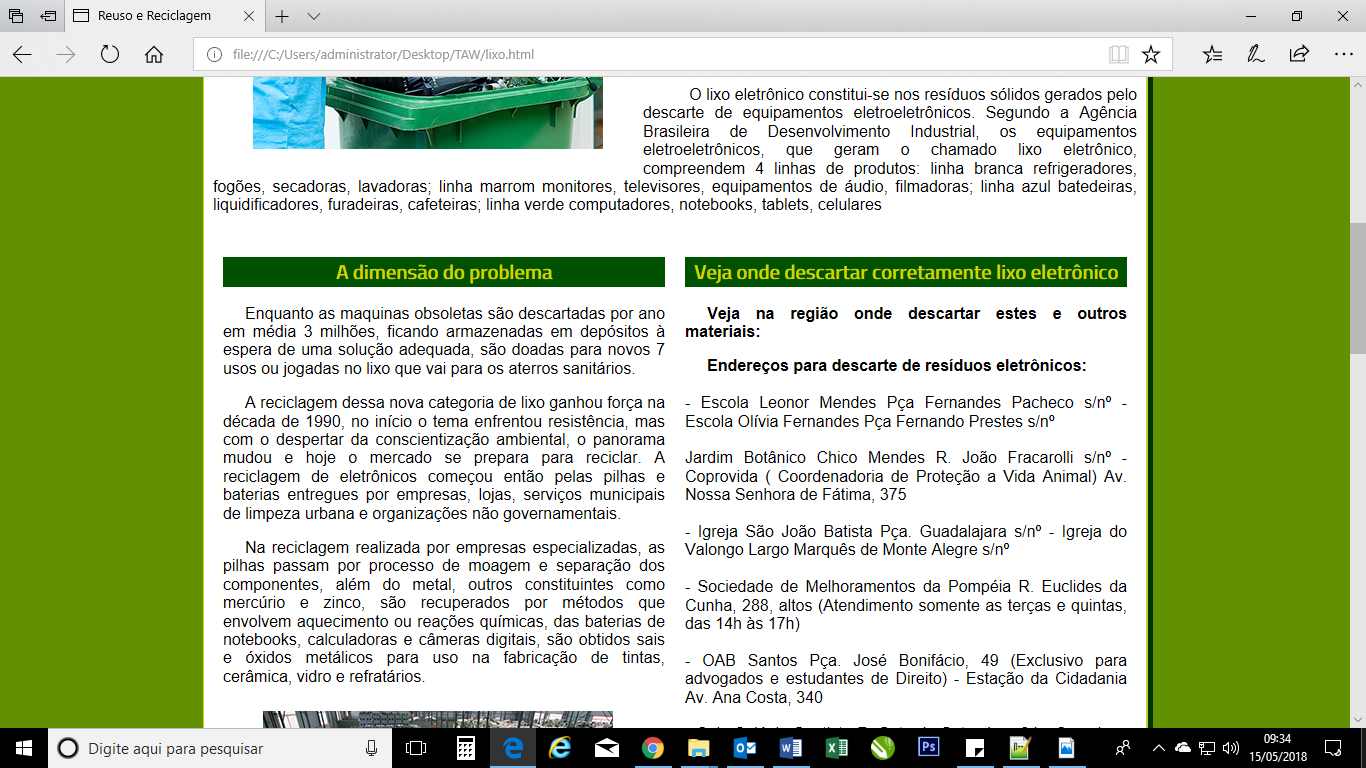 Reuso e Reciclagem
file:///C:/Users/administrator/Desktop/TAW/lixo.html
O lixo eletrônico constitui-se nos resíduos sólidos gerados pelo
descarte de equipamentos eletroeletrônicos. Segundo a Agência
Brasileira de Desenvolvimento Industrial, os equipamentos
eletroeletrônicos, que geram o chamado lixo eletrônico,
compreendem 4 linhas de produtos: linha branca refrigeradores,
fogões, secadoras, lavadoras; linha marrom monitores, televisores, equipamentos de áudio, filmadoras; linha azul batedeiras,
liquidificadores, furadeiras, cafeteiras; linha verde computadores, notebooks, tablets, celulares
A dimensão do problema
Enquanto as maquinas obsoletas são descartadas por ano
em média 3 milhões, ficando armazenadas em depósitos à
espera de uma solução adequada, são doadas para novos 7
usos ou jogadas no lixo que vai para os aterros sanitários.
A reciclagem dessa nova categoria de lixo ganhou força na
década de 1990, no início o tema enfrentou resistência, mas
com o despertar da conscientização ambiental, o panorama
mudou e hoje o mercado se prepara para reciclar. A
reciclagem de eletrônicos começou então pelas pilhas e
baterias entregues por empresas, lojas, serviços municipais
de limpeza urbana e organizações não governamentais.
Na reciclagem realizada por empresas especializadas, as
pilhas passam por processo de moagem e separação dos
componentes, além do metal, outros constituintes como
mercúrio e zinco, são recuperados por métodos que
envolvem aquecimento ou reações químicas, das baterias de
notebooks, calculadoras e câmeras digitais, são obtidos sais
e óxidos metálicos para uso na fabricação de tintas,
cerâmica, vidro e refratários.
Veja onde descartar corretamente lixo eletrônico
Veja na região onde descartar estes e outros
materiais:
Endereços para descarte de resíduos eletrônicos:
- Escola Leonor Mendes Pça Fernandes Pacheco s/nº -
Escola Olívia Fernandes Pça Fernando Prestes s/nº
Jardim Botânico Chico Mendes R. João Fracarolli s/nº -
Coprovida ( Coordenadoria de Proteção a Vida Animal) Av.
Nossa Senhora de Fátima, 375
- Igreja São João Batista Pça. Guadalajara s/nº - Igreja do
Valongo Largo Marquês de Monte Alegre s/nº
- Sociedade de Melhoramentos da Pompéia R. Euclides da
Cunha, 288, altos (Atendimento somente as terças e quintas,
das 14h às 17h)
- OAB Santos Pça. José Bonifácio, 49 (Exclusivo para
advogados e estudantes de Direito) - Estação da Cidadania
Av. Ana Costa, 340
Digite aqui para pesquisar
09:34
15/05/2018